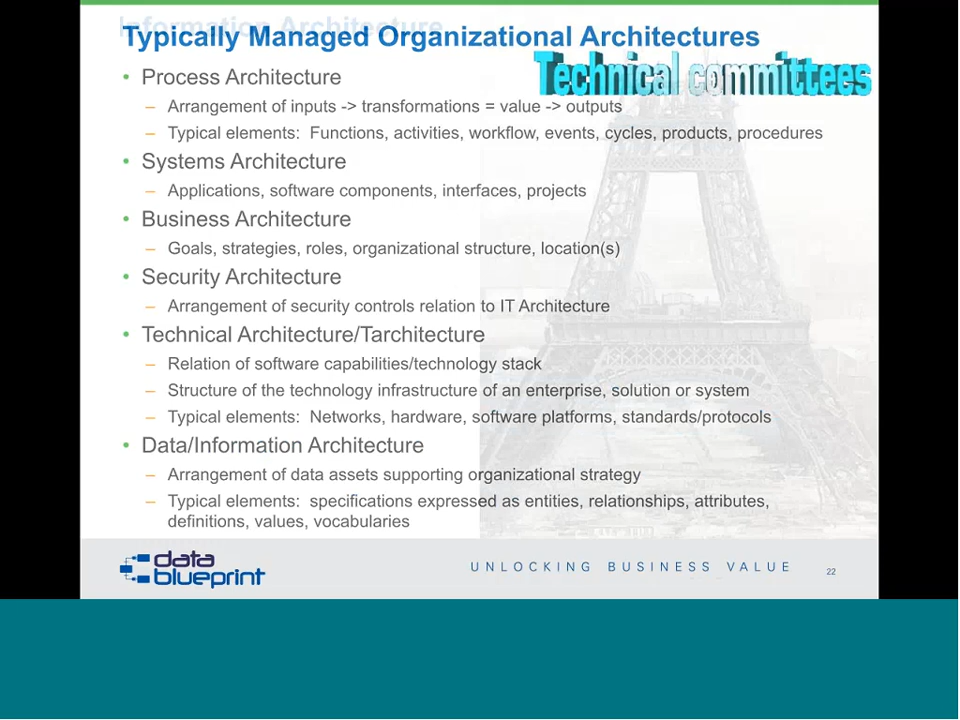 Information Architecture
Typically Managed Organizational Architectures
Technical committees
• Process Architecture
– Arrangement of inputs -> transformations = value -> outputs
– Typical elements: Functions, activities, workflow, events, cycles, products, procedures
• Systems Architecture
– Applications, software components, interfaces, projects
• Business Architecture
– Goals, strategies, roles, organizational structure, location(s)
• Security Architecture
– Arrangement of security controls relation to IT Architecture
• Technical Architecture/Tarchitecture
– Relation of software capabilities/technology stack
– Structure of the technology infrastructure of an enterprise, solution or system
– Typical elements: Networks, hardware, software platforms, standards/protocols
• Data/Information Architecture
– Arrangement of data assets supporting organizational strategy
– Typical elements: specifications expressed as entities, relationships, attributes,
definitions, values, vocabularies
data
blueprint
UNLOCKING BUSINESS VALUE
22